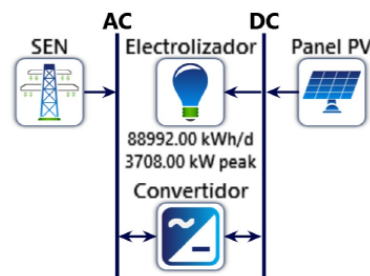 AC DC
SEN Electrolizador Panel PV
88992.00 kWh/d
3708.00 kW peak
Convertidor